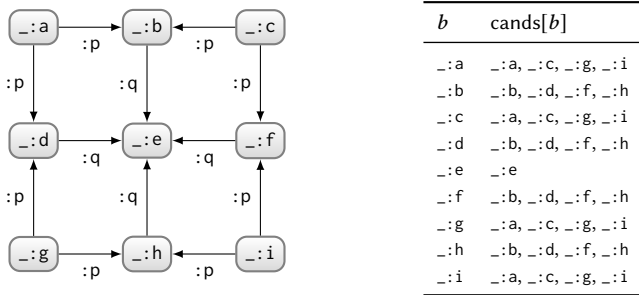 _:a :p _:b :p _:c
:p :q :p
_:d :q _:e :q _:f
:p :q :p
_:g :p _:h :p _:i
b cands[b]
_:a _:a, _:c, _:g, _:i
_:b _:b, _:d, _:f, _:h
_:c _:a, _:c, _:g, _:i
_:d _:b, _:d, _:f, _:h
_:e _:e
_:f _:b, _:d, _:f, _:h
_:g _:a, _:c, _:g, _:i
_:h _:b, _:d, _:f, _:h
_:i _:a, _:c, _:g, _:i